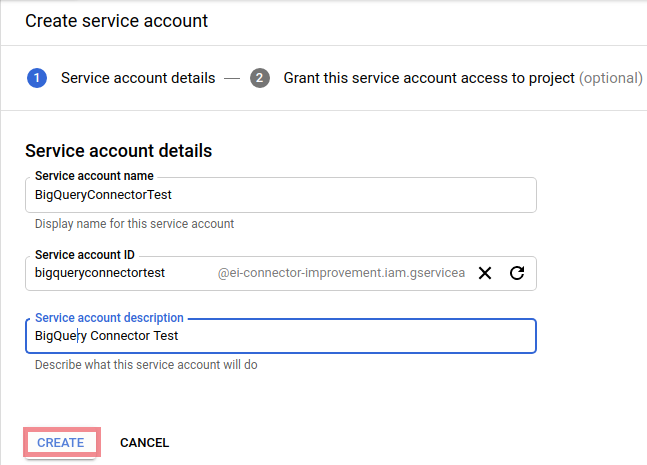 Create service account
1 Service account details — 2 Grant this service account access to project (optional)
Service account details
Service account name
BigQueryConnectorTest
Display name for this service account
Service account ID
bigqueryconnectortest @ei-connector-improvement.iam.gservicea
Service account description
BigQuery Connector Test
Describe what this service account will do
CREATE CANCEL